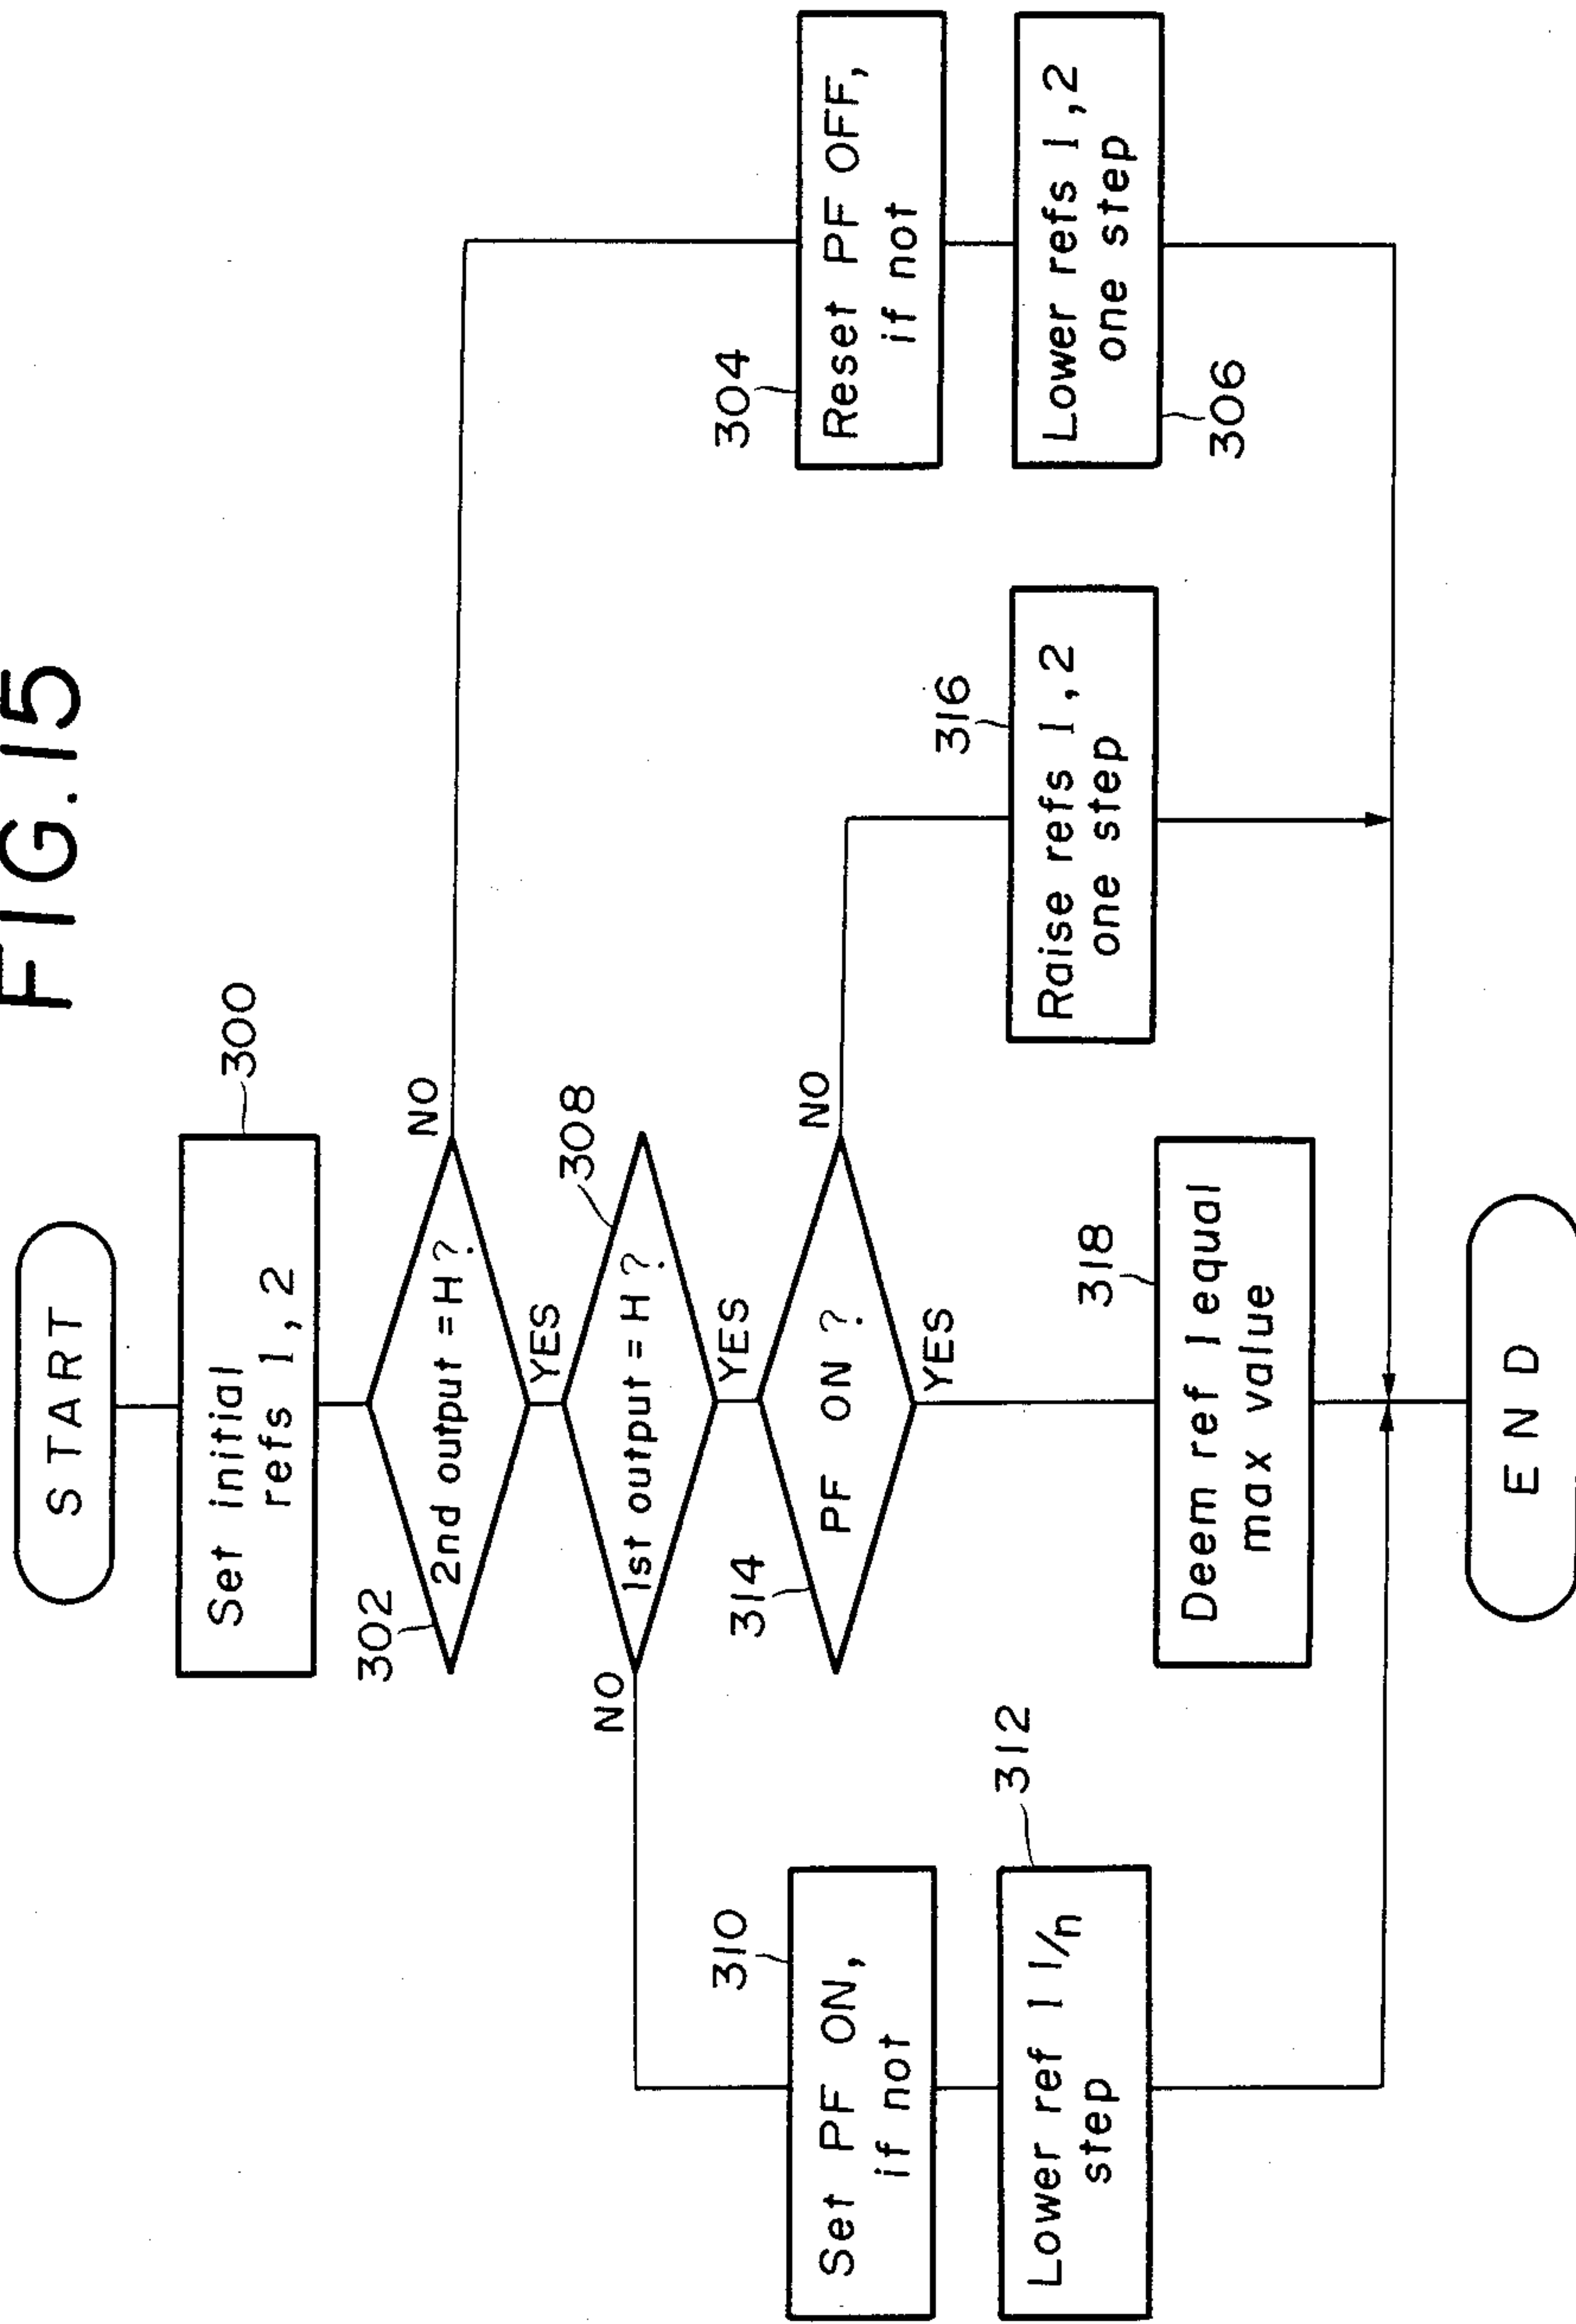 FIG.15
START
300
Set initial
refs 1,2
302
2nd output = H?
NO
YES
308
1st output = H?
NO
YES
314
PF ON?
NO
YES
310
Set PF ON,
if not
312
Lower ref 1 1/n
step
318
Deem ref 1 equal
max value
316
Raise refs 1,2
one step
304
Reset PF OFF,
if not
Lower refs 1,2
one step
306
END